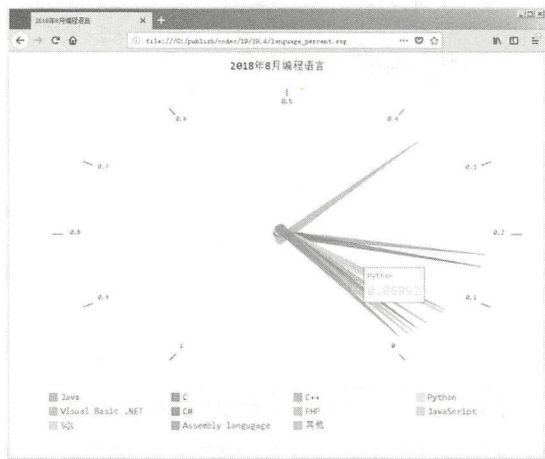 2018年8月编程语言
file:///G:/publish/codes/19/19.4/language_percent.svg
2018年8月编程语言
0.5
0.6
0.4
0.7
0.3
0.8
0.2
Python
0.06992
0.9
0.1
1
0
Java
C
C++
Python
Visual Basic .NET
C#
PHP
JavaScript
SQL
Assembly langugage
其他